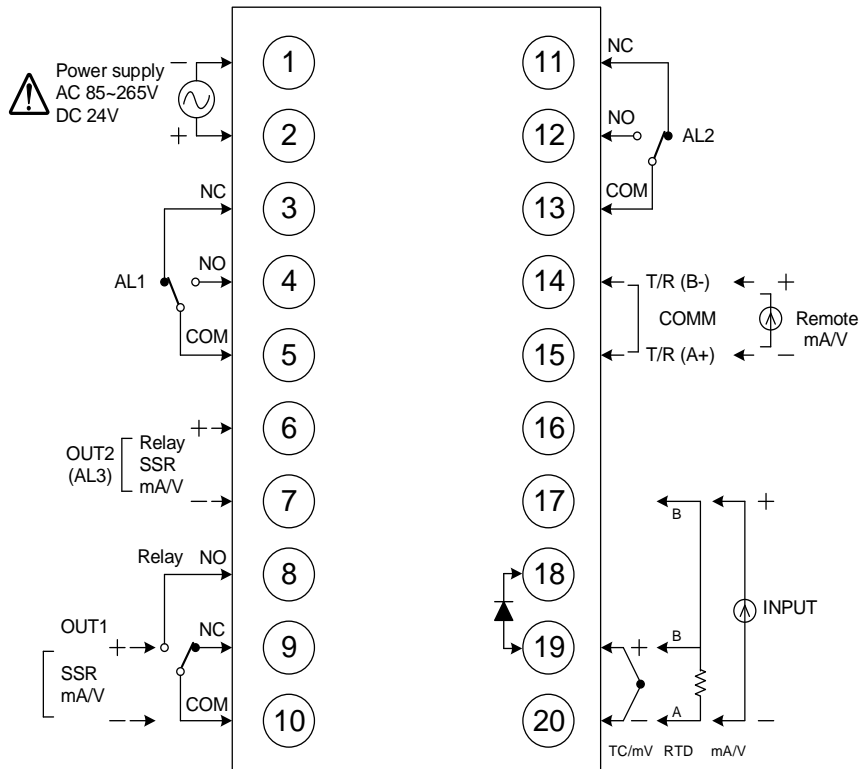 Power supply
AC 85~265V
DC 24V
−
+
1
2
NC
3
AL1
NO
4
COM
5
OUT2
(AL3)
Relay
SSR
mA/V
+
6
−
7
Relay
NO
8
OUT1
+
NC
9
SSR
mA/V
−
COM
10
NC
11
NO
12
AL2
COM
13
14
T/R (B-)
+
COMM
Remote
mA/V
15
T/R (A+)
−
16
17
B
+
18
INPUT
19
+
B
20
−
A
−
TC/mV RTD mA/V